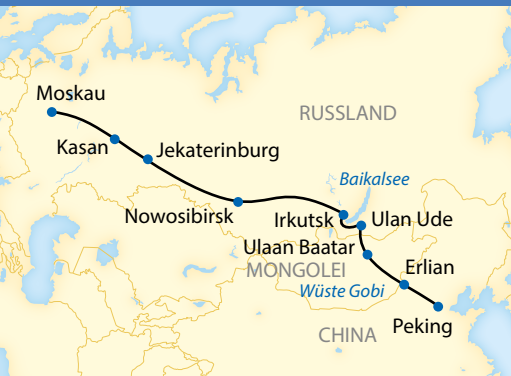 Moskau
RUSSLAND
Kasan
Jekaterinburg
Baikalsee
Nowosibirsk
Irkutsk
Ulan Ude
Ulaan Baatar
MONGOLEI
Erlian
Wüste Gobi
Peking
CHINA